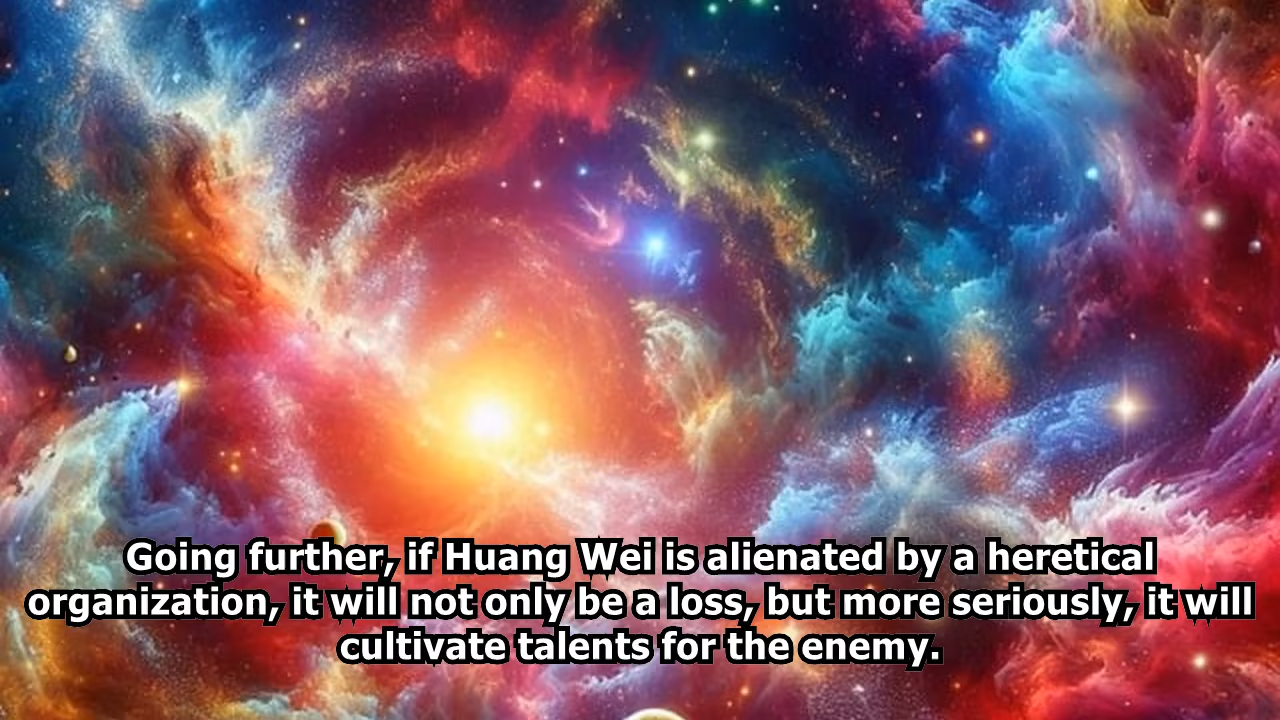 Going further, if Huang Wei is alienated by a heretical
organization, it will not only be a loss, but more seriously, it will
cultivate talents for the enemy.